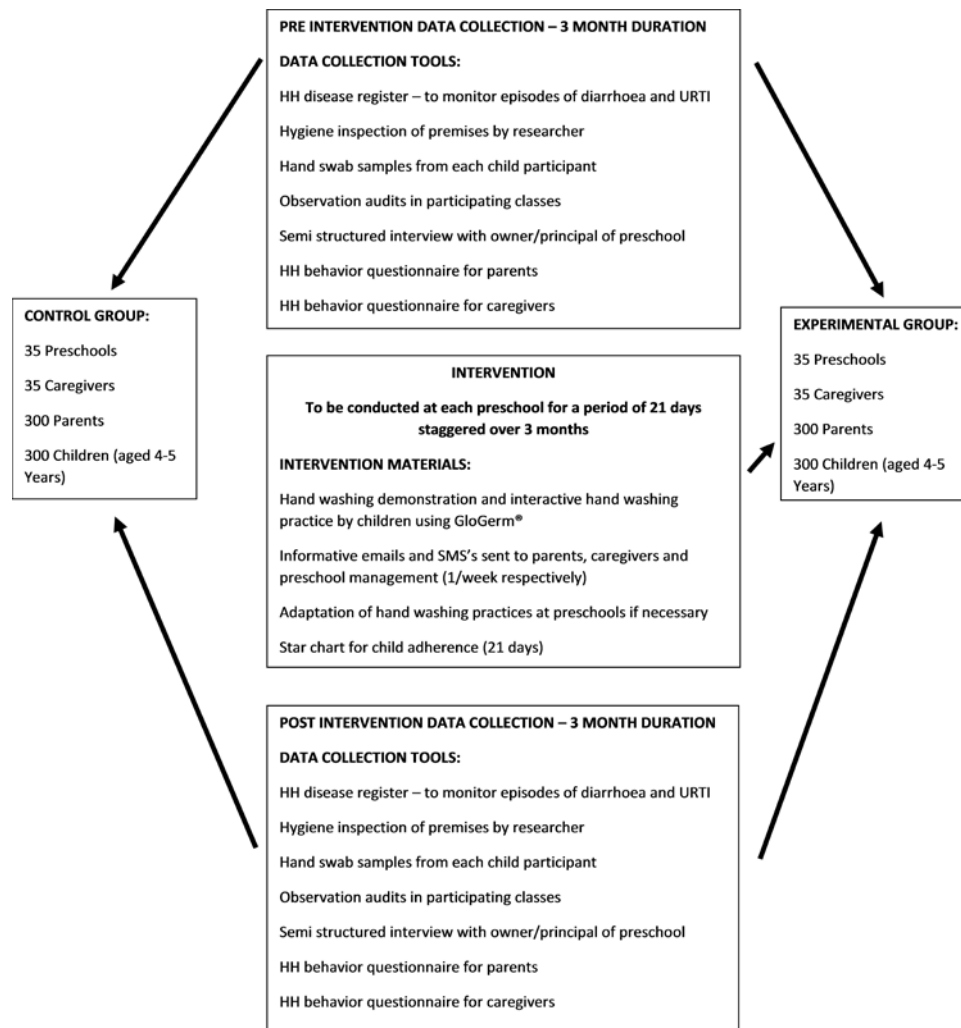 PRE INTERVENTION DATA COLLECTION – 3 MONTH DURATION
DATA COLLECTION TOOLS:
HH disease register – to monitor episodes of diarrhoea and URTI
Hygiene inspection of premises by researcher
Hand swab samples from each child participant
Observation audits in participating classes
Semi structured interview with owner/principal of preschool
HH behavior questionnaire for parents
HH behavior questionnaire for caregivers
CONTROL GROUP:
35 Preschools
35 Caregivers
300 Parents
300 Children (aged 4-5
Years)
INTERVENTION
To be conducted at each preschool for a period of 21 days
staggered over 3 months
INTERVENTION MATERIALS:
Hand washing demonstration and interactive hand washing
practice by children using GloGerm®
Informative emails and SMS's sent to parents, caregivers and
preschool management (1/week respectively)
Adaptation of hand washing practices at preschools if necessary
Star chart for child adherence (21 days)
EXPERIMENTAL GROUP:
35 Preschools
35 Caregivers
300 Parents
300 Children (aged 4-5
Years)
POST INTERVENTION DATA COLLECTION – 3 MONTH DURATION
DATA COLLECTION TOOLS:
HH disease register – to monitor episodes of diarrhoea and URTI
Hygiene inspection of premises by researcher
Hand swab samples from each child participant
Observation audits in participating classes
Semi structured interview with owner/principal of preschool
HH behavior questionnaire for parents
HH behavior questionnaire for caregivers